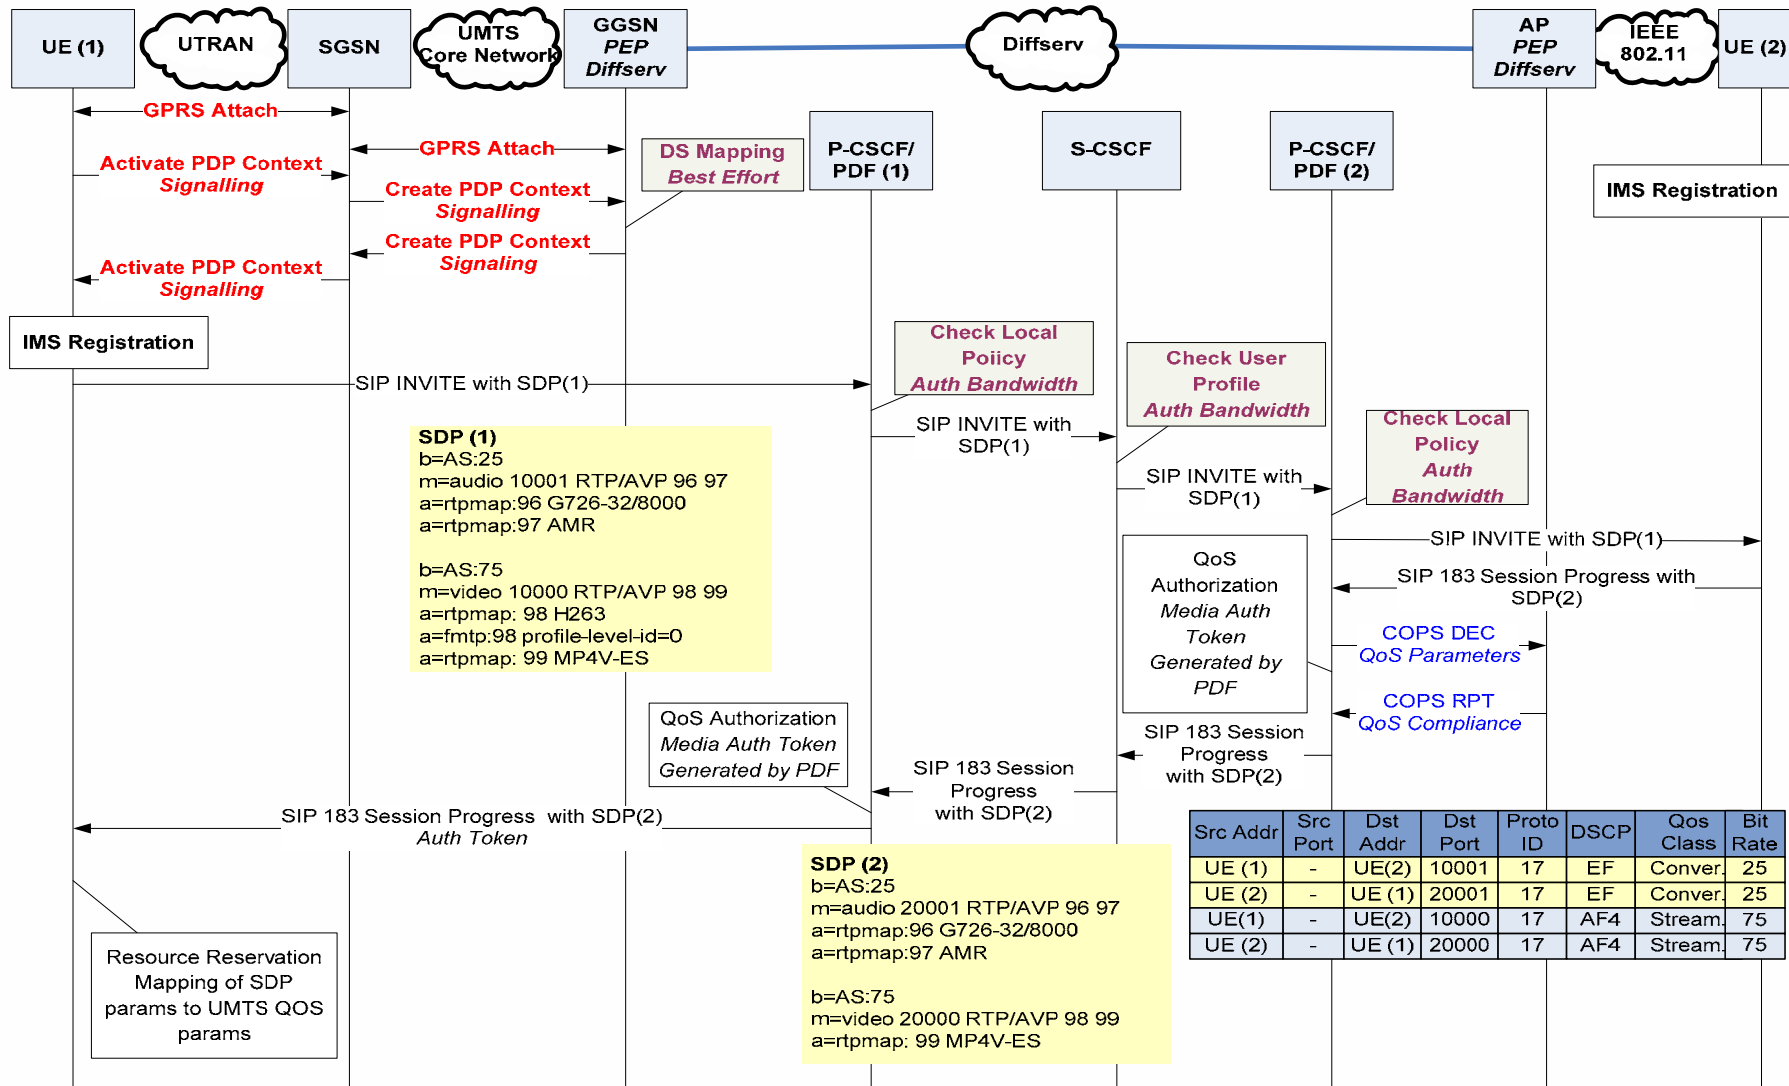 UE (1)
UTRAN
SGSN
UMTS
Core Network
GGSN
PEP
Diffserv
Diffserv
AP
PEP
Diffserv
IEEE
802.11
UE (2)
GPRS Attach
GPRS Attach
Activate PDP Context
Signalling
Create PDP Context
Signalling
DS Mapping
Best Effort
P-CSCF/
PDF (1)
S-CSCF
P-CSCF/
PDF (2)
IMS Registration
Create PDP Context
Signaling
Activate PDP Context
Signalling
IMS Registration
Check Local
Poiicy
Auth Bandwidth
Check User
Profile
Auth Bandwidth
Check Local
Policy
Auth
Bandwidth
SIP INVITE with SDP(1)
SIP INVITE with
SDP(1)
SIP INVITE with
SDP(1)
SIP INVITE with SDP(1)
SDP (1)
b=AS:25
m=audio 10001 RTP/AVP 96 97
a=rtpmap:96 G726-32/8000
a=rtpmap:97 AMR
b=AS:75
m=video 10000 RTP/AVP 98 99
a=rtpmap: 98 H263
a=fmtp:98 profile-level-id=0
a=rtpmap: 99 MP4V-ES
QoS
Authorization
Media Auth
Token
Generated by
PDF
SIP 183 Session Progress with
SDP(2)
COPS DEC
QoS Parameters
COPS RPT
QoS Compliance
QoS Authorization
Media Auth Token
Generated by PDF
SIP 183 Session
Progress
with SDP(2)
SIP 183 Session
Progress
with SDP(2)
SIP 183 Session Progress with SDP(2)
Auth Token
SDP (2)
b=AS:25
m=audio 20001 RTP/AVP 96 97
a=rtpmap:96 G726-32/8000
a=rtpmap:97 AMR
b=AS:75
m=video 20000 RTP/AVP 98 99
a=rtpmap: 99 MP4V-ES
Src Addr Src Port Dst Addr Dst Port Proto ID DSCP Qos Class Bit Rate
UE (1) - UE(2) 10001 17 EF Conver. 25
UE (2) - UE (1) 20001 17 EF Conver. 25
UE(1) - UE(2) 10000 17 AF4 Stream. 75
UE (2) - UE (1) 20000 17 AF4 Stream. 75
Resource Reservation
Mapping of SDP
params to UMTS QOS
params